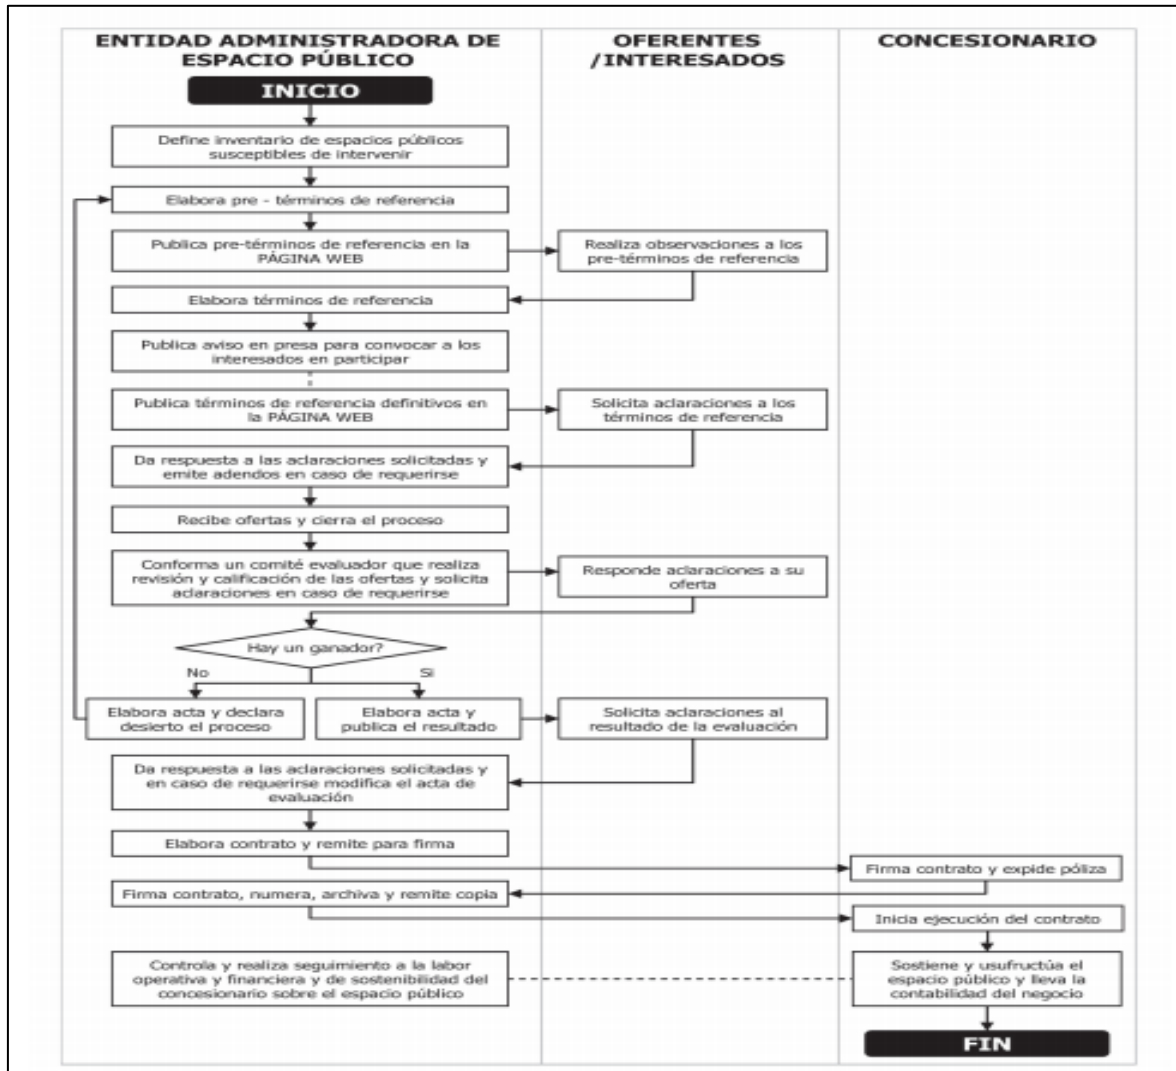 ENTIDAD ADMINISTRADORA DE
ESPACIO PÚBLICO
OFERENTES
/INTERESADOS
CONCESIONARIO
INICIO
Define inventario de espacios públicos
susceptibles de intervenir
Elabora pre - términos de referencia
Publica pre-términos de referencia en la
PÁGINA WEB
Realiza observaciones a los
pre-términos de referencia
Elabora términos de referencia
Publica aviso en presa para convocar a los
interesados en participar
Publica términos de referencia definitivos en
la PÁGINA WEB
Solicita aclaraciones a los
términos de referencia
Da respuesta a las aclaraciones solicitadas y
emite adendos en caso de requerirse
Recibe ofertas y cierra el proceso
Conforma un comité evaluador que realiza
revisión y calificación de las ofertas y solicita
aclaraciones en caso de requerirse
Responde aclaraciones a su
oferta
Hay un ganador?
No
Si
Elabora acta y declara
desierto el proceso
Elabora acta y
publica el resultado
Solicita aclaraciones al
resultado de la evaluación
Da respuesta a las aclaraciones solicitadas y
en caso de requerirse modifica el acta de
evaluación
Elabora contrato y remite para firma
Firma contrato y expide póliza
Firma contrato, numera, archiva y remite copia
Inicia ejecución del contrato
Controla y realiza seguimiento a la labor
operativa y financiera y de sostenibilidad del
concesionario sobre el espacio público
Sostiene y usufructúa el
espacio público y lleva la
contabilidad del negocio
FIN